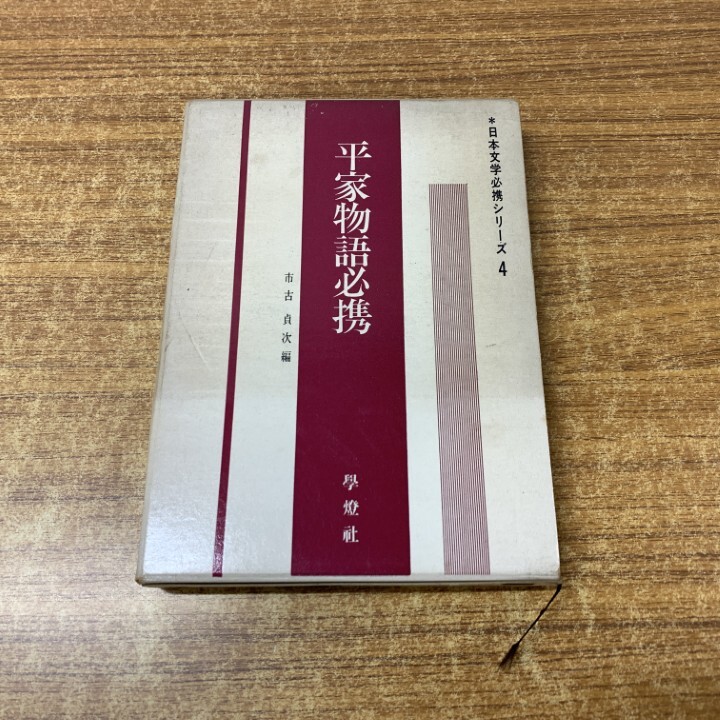 *日本文学必携シリーズ 4
平家物語必携
市古貞次編
學燈社